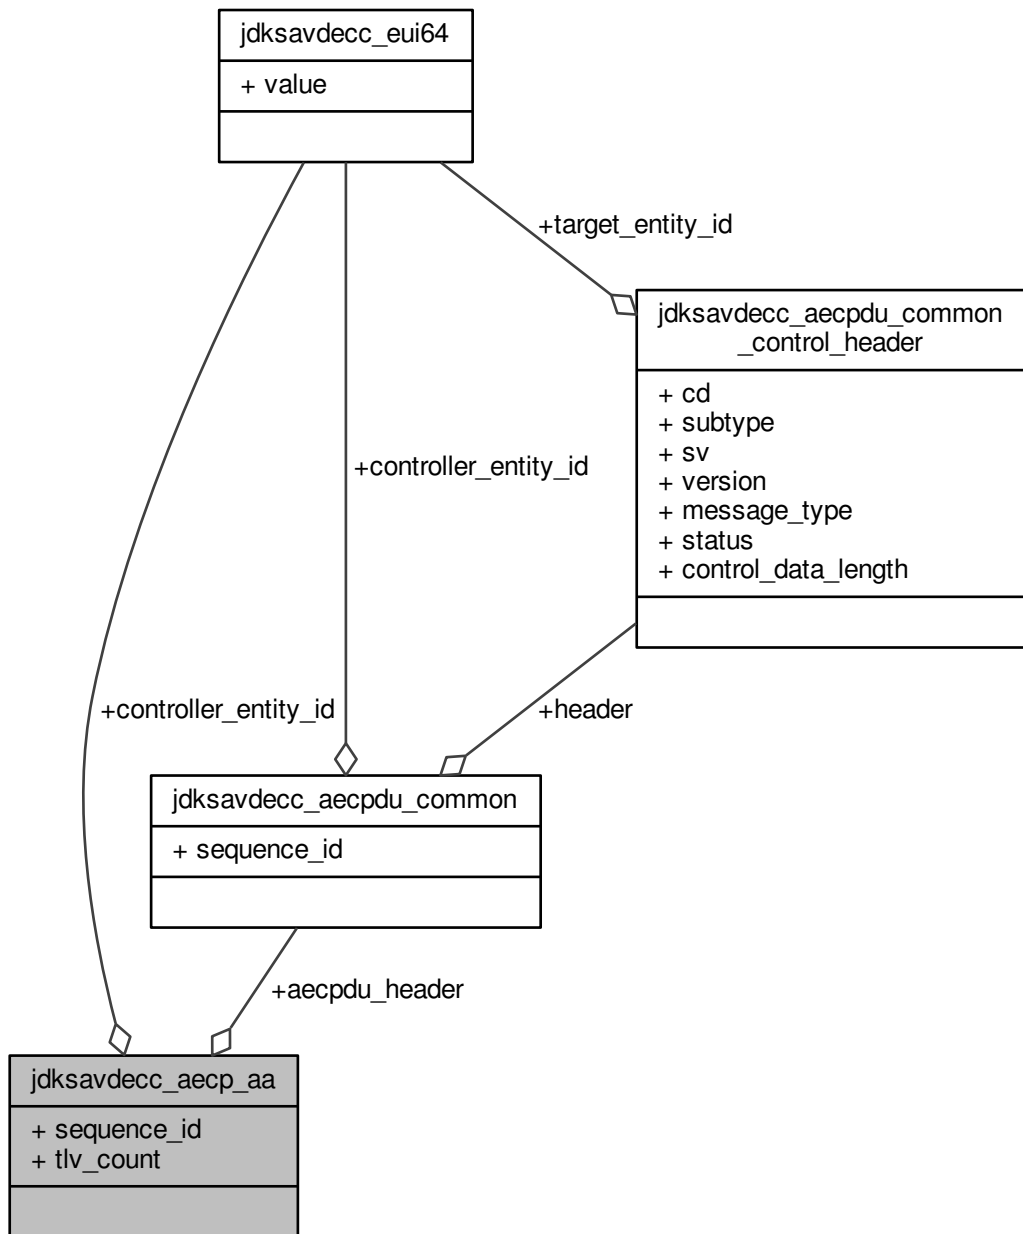 jdksavdecc_eui64
+ value
+target_entity_id
jdksavdecc_aecpdu_common
_control_header
+ cd
+ subtype
+ sv
+ version
+ message_type
+ status
+ control_data_length
+controller_entity_id
+controller_entity_id
+header
jdksavdecc_aecpdu_common
+ sequence_id
+aecpdu_header
jdksavdecc_aecp_aa
+ sequence_id
+ tlv_count